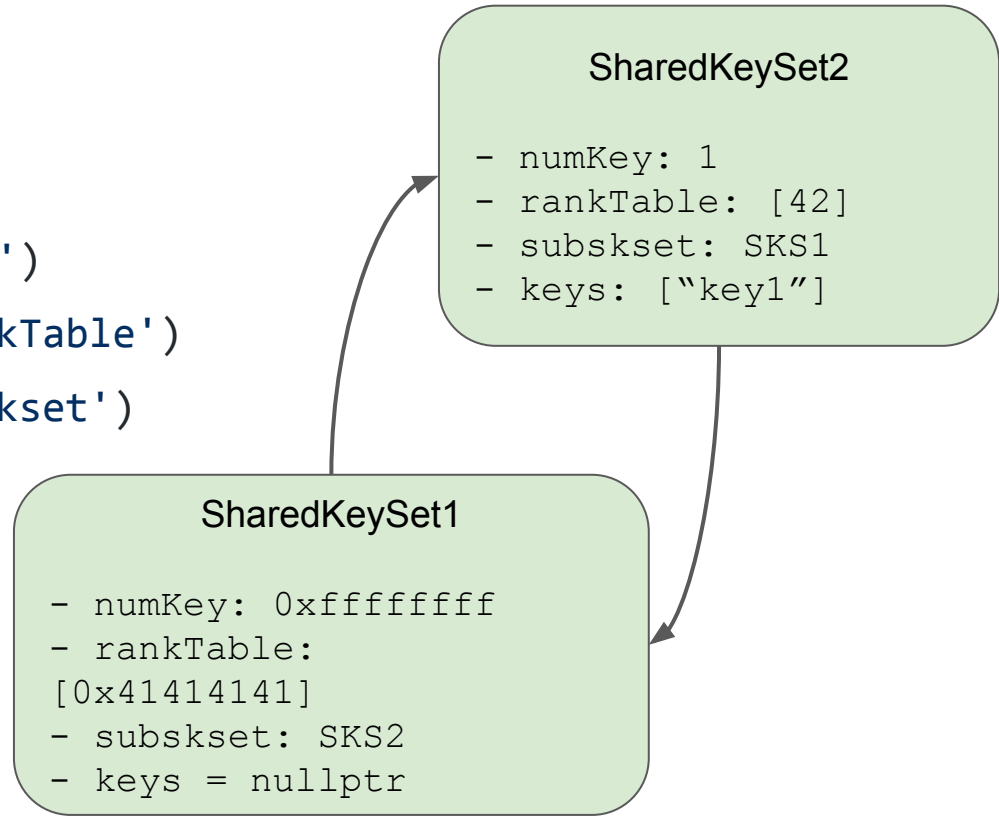 SharedKeySet2
- numKey: 1
- rankTable: [42]
- subskset: SKS1
- keys: [“key1”]
')
kTable')
kset')
SharedKeySet1
- numKey: 0xffffffff
- rankTable:
[0x41414141]
- subskset: SKS2
- keys = nullptr